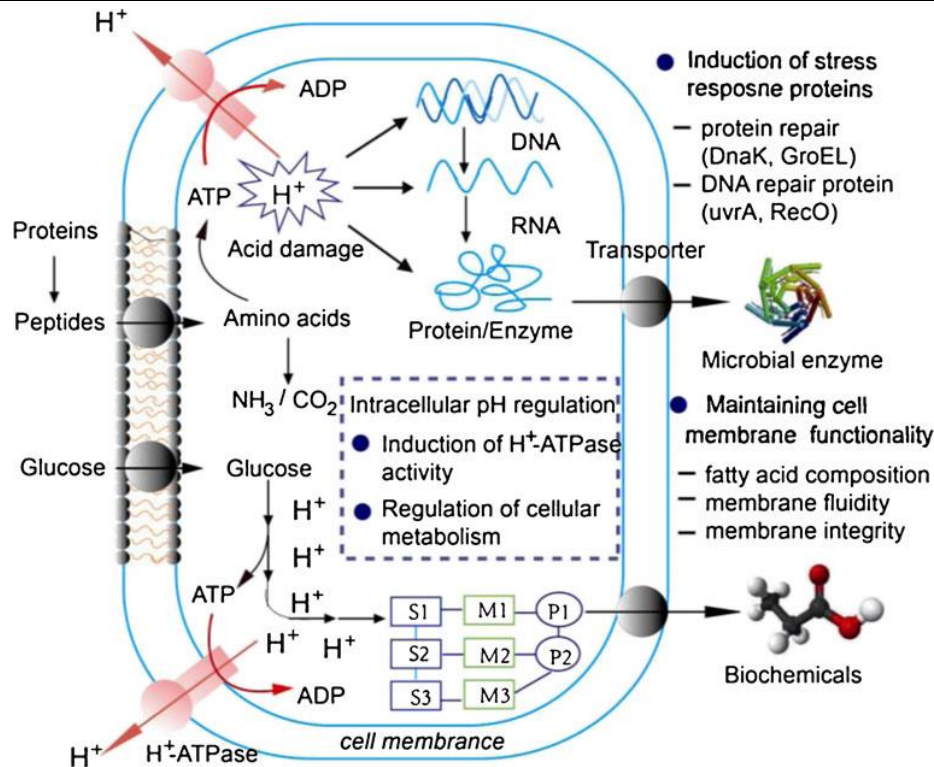 H⁺
ADP
ATP
H⁺
Acid damage
DNA
RNA
Protein/Enzyme
Transporter
Induction of stress
resposne proteins
– protein repair
(DnaK, GroEL)
– DNA repair protein
(uvrA, RecO)
Microbial enzyme
Proteins
Peptides
Amino acids
NH₃ / CO₂
Glucose
Glucose
Intracellular pH regulation
Induction of H⁺-ATPase
activity
Regulation of cellular
metabolism
Maintaining cell
membrane functionality
– fatty acid composition
– membrane fluidity
– membrane integrity
H⁺
H⁺
H⁺
H⁺
H⁺
ATP
ADP
S1 M1 P1
S2 M2 P2
S3 M3
Biochemicals
H⁺
H⁺-ATPase
cell membrance